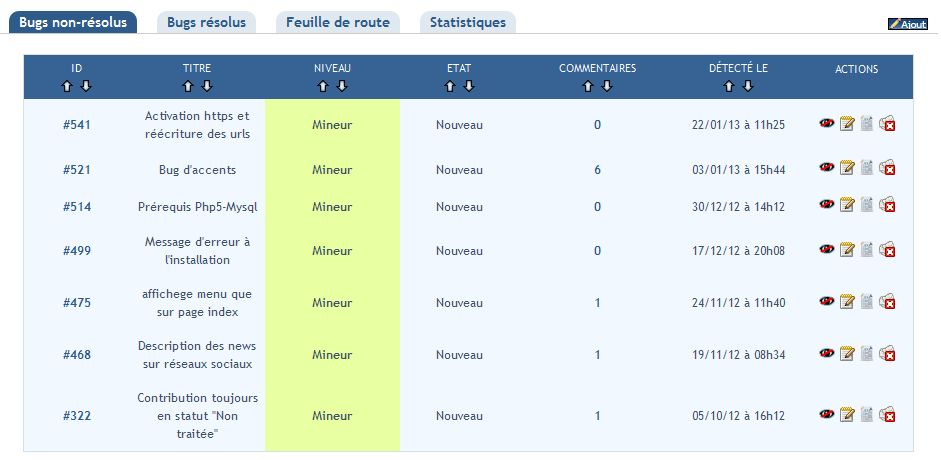 Bugs non-résolus Bugs résolus Feuille de route Statistiques
Ajout
ID TITRE NIVEAU ETAT COMMENTAIRES DÉTECTÉ LE ACTIONS
#541 Activation https et réécriture des urls Mineur Nouveau 0 22/01/13 à 11h25
#521 Bug d'accents Mineur Nouveau 6 03/01/13 à 15h44
#514 Prérequis Php5-Mysql Mineur Nouveau 0 30/12/12 à 14h12
#499 Message d'erreur à l'installation Mineur Nouveau 0 17/12/12 à 20h08
#475 affichege menu que sur page index Mineur Nouveau 1 24/11/12 à 11h40
#468 Description des news sur réseaux sociaux Mineur Nouveau 1 19/11/12 à 08h34
#322 Contribution toujours en statut "Non traitée" Mineur Nouveau 1 05/10/12 à 16h12